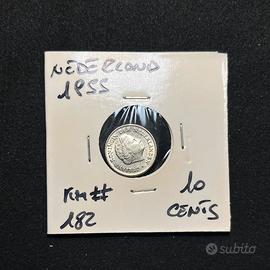 NEDERLAND
1955
KM##
182
10
CENTS
subito